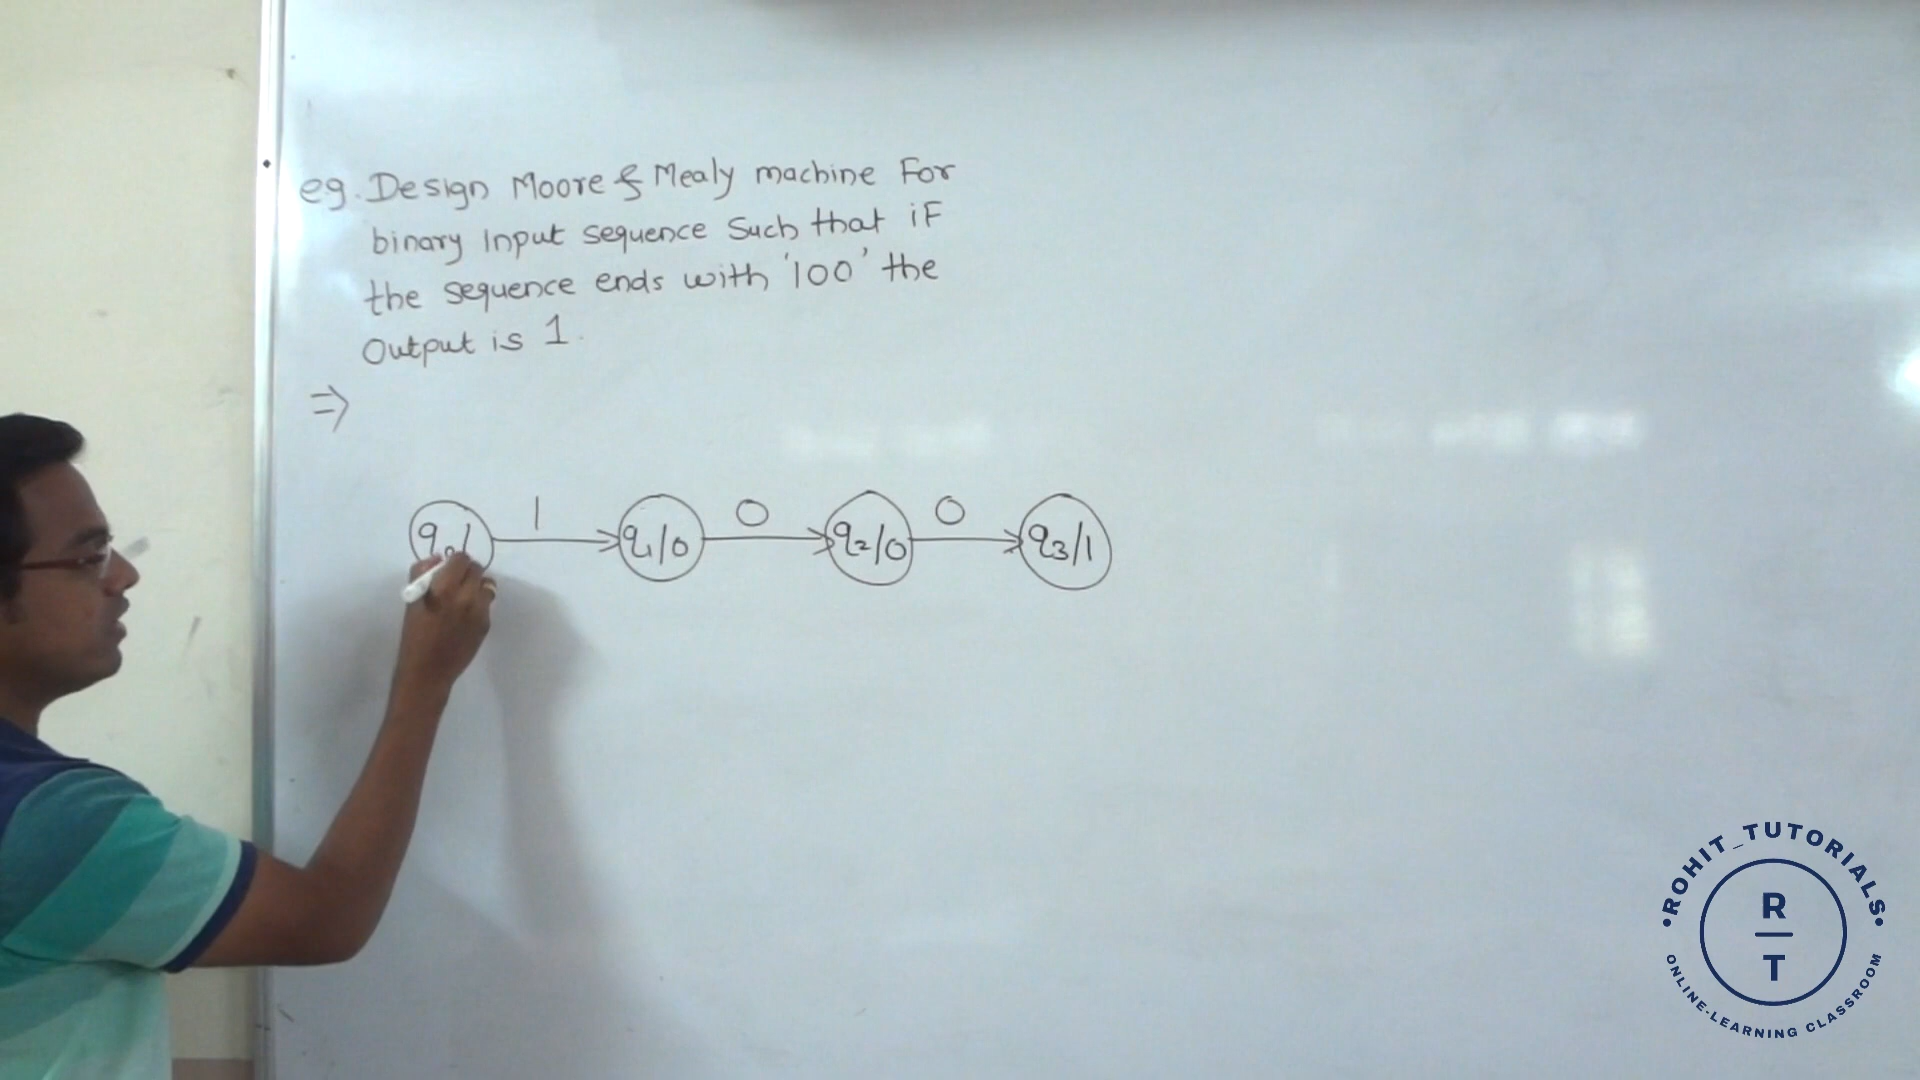 eg. Design Moore & Mealy machine For
binary Input sequence Such that iF
the sequence ends with '100' the
Output is 1.
⇒
1 0 0
q0/ q1/0 q2/0 q3/1
•ROHIT_TUTORIALS•
R
T
ONLINE-LEARNING CLASSROOM